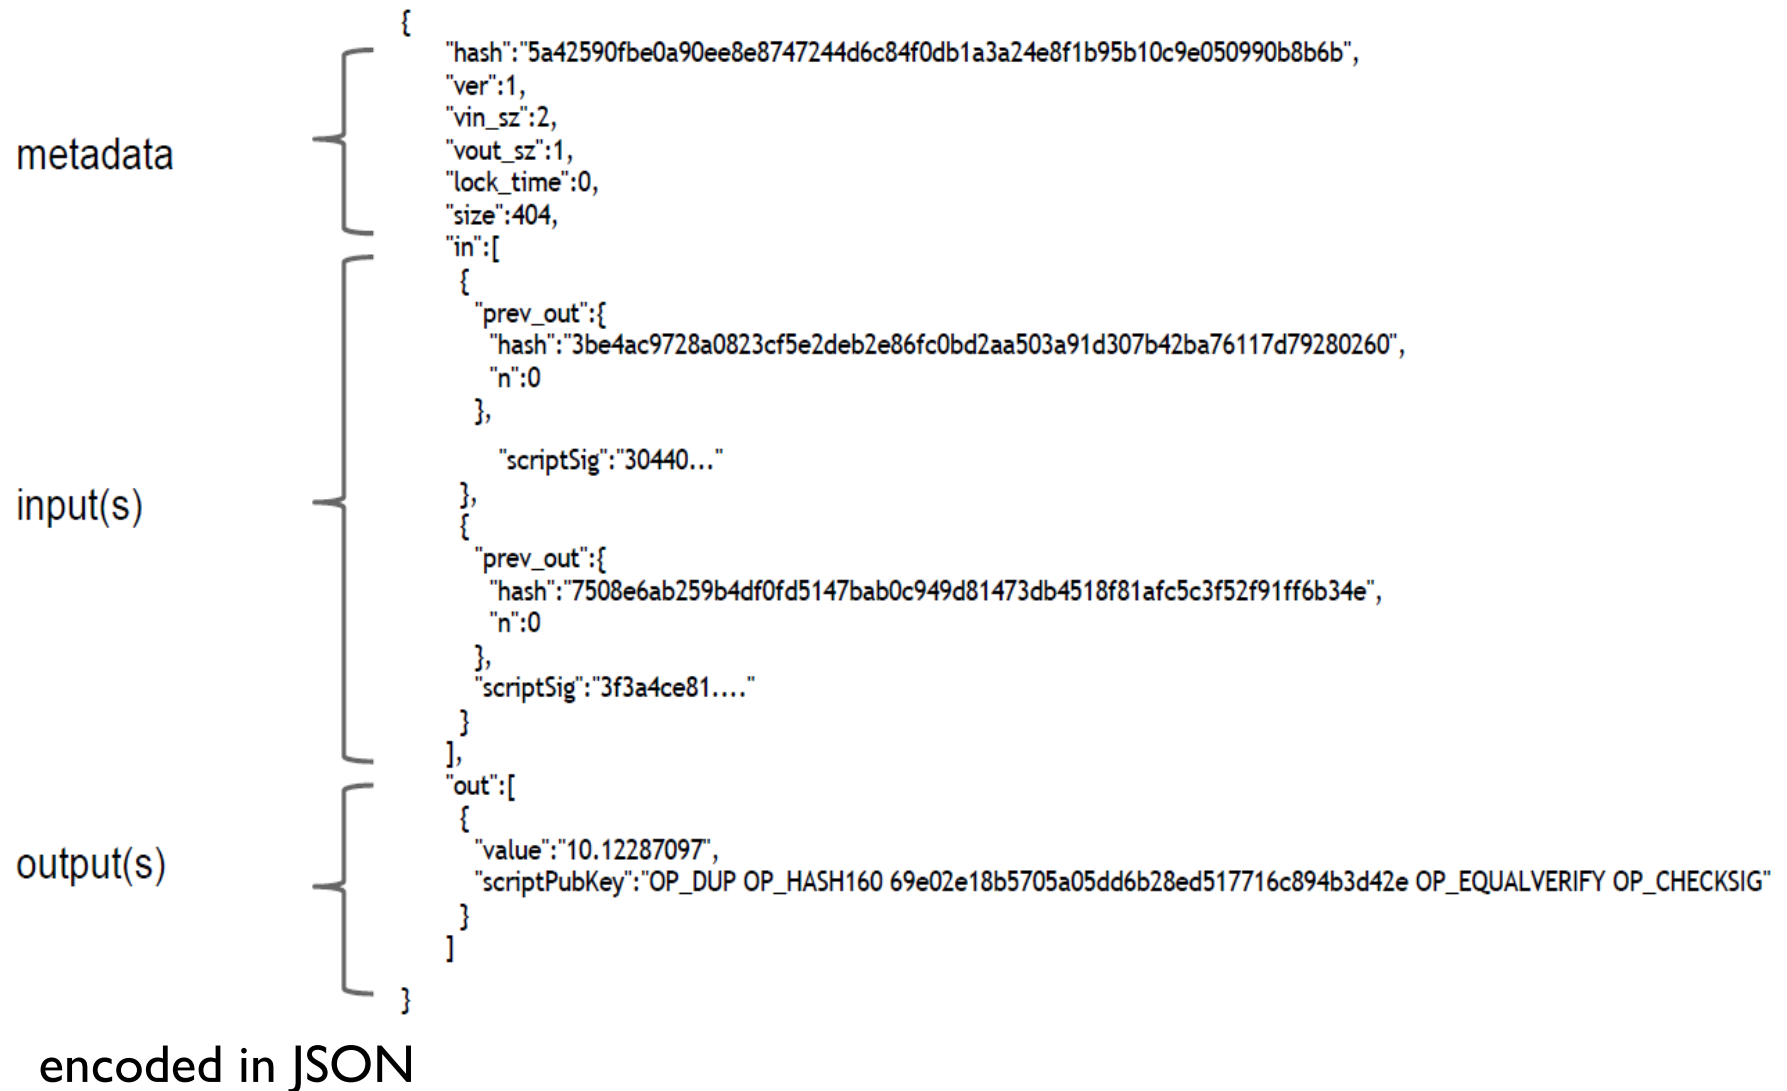 {
"hash":"5a42590fbe0a90ee8e8747244d6c84f0db1a3a24e8f1b95b10c9e050990b8b6b",
"ver":1,
"vin_sz":2,
"vout_sz":1,
"lock_time":0,
"size":404,
metadata
"in":[
{
"prev_out":{
"hash":"3be4ac9728a0823cf5e2deb2e86fc0bd2aa503a91d307b42ba76117d79280260",
"n":0
},
"scriptSig":"30440..."
},
input(s)
{
"prev_out":{
"hash":"7508e6ab259b4df0fd5147bab0c949d81473db4518f81afc5c3f52f91ff6b34e",
"n":0
},
"scriptSig":"3f3a4ce81...."
}
],
"out":[
{
"value":"10.12287097",
output(s)
"scriptPubKey":"OP_DUP OP_HASH160 69e02e18b5705a05dd6b28ed517716c894b3d42e OP_EQUALVERIFY OP_CHECKSIG"
}
]
}
encoded in JSON